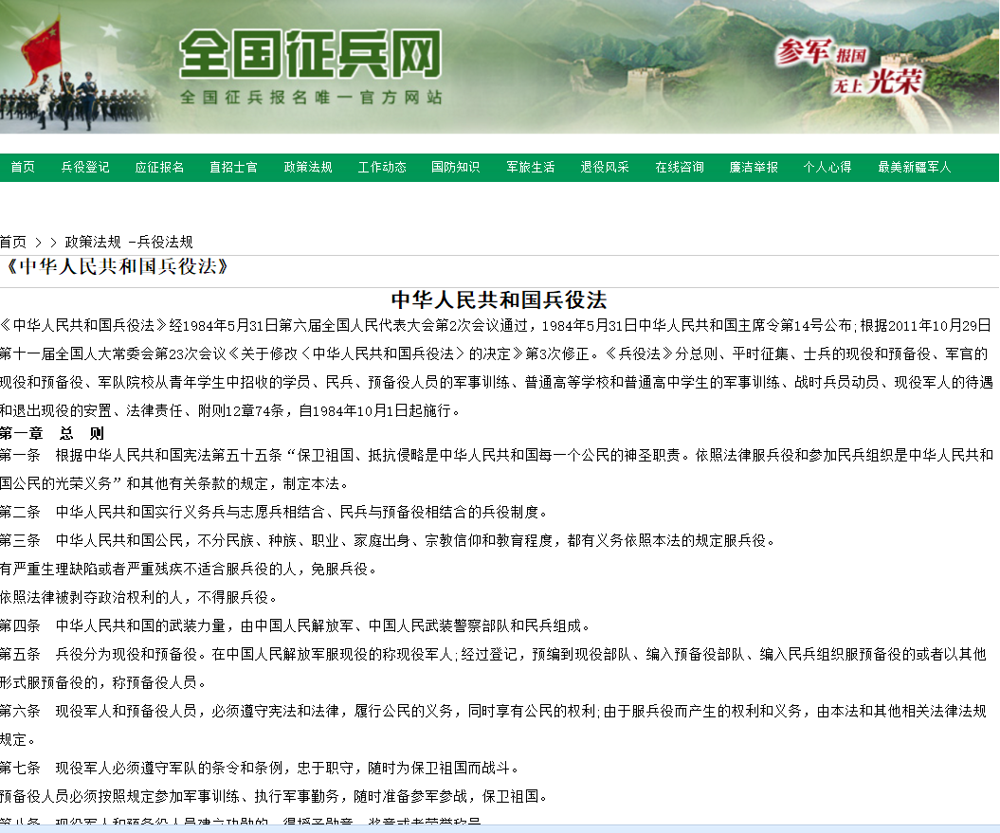 全国征兵网
全国征兵报名唯一官方网站
参军 报国
无上 光荣
首页 兵役登记 应征报名 直招士官 政策法规 工作动态 国防知识 军旅生活 退役风采 在线咨询 廉洁举报 个人心得 最美新疆军人
首页 > > 政策法规 -兵役法规
《中华人民共和国兵役法》
中华人民共和国兵役法
《中华人民共和国兵役法》经1984年5月31日第六届全国人民代表大会第2次会议通过，1984年5月31日中华人民共和国主席令第14号公布;根据2011年10月29日
第十一届全国人大常委会第23次会议《关于修改〈中华人民共和国兵役法〉的决定》第3次修正。《兵役法》分总则、平时征集、士兵的现役和预备役、军官的
现役和预备役、军队院校从青年学生中招收的学员、民兵、预备役人员的军事训练、普通高等学校和普通高中学生的军事训练、战时兵员动员、现役军人的待遇
和退出现役的安置、法律责任、附则12章74条，自1984年10月1日起施行。
第一章 总 则
第一条 根据中华人民共和国宪法第五十五条“保卫祖国、抵抗侵略是中华人民共和国每一个公民的神圣职责。依照法律服兵役和参加民兵组织是中华人民共和
国公民的光荣义务”和其他有关条款的规定，制定本法。
第二条 中华人民共和国实行义务兵与志愿兵相结合、民兵与预备役相结合的兵役制度。
第三条 中华人民共和国公民，不分民族、种族、职业、家庭出身、宗教信仰和教育程度，都有义务依照本法的规定服兵役。
有严重生理缺陷或者严重残疾不适合服兵役的人，免服兵役。
依照法律被剥夺政治权利的人，不得服兵役。
第四条 中华人民共和国的武装力量，由中国人民解放军、中国人民武装警察部队和民兵组成。
第五条 兵役分为现役和预备役。在中国人民解放军服现役的称现役军人;经过登记，预编到现役部队、编入预备役部队、编入民兵组织服预备役的或者以其他
形式服预备役的，称预备役人员。
第六条 现役军人和预备役人员，必须遵守宪法和法律，履行公民的义务，同时享有公民的权利;由于服兵役而产生的权利和义务，由本法和其他相关法律法规
规定。
第七条 现役军人必须遵守军队的条令和条例，忠于职守，随时为保卫祖国而战斗。
预备役人员必须按照规定参加军事训练、执行军事勤务，随时准备参军参战，保卫祖国。
第八条 现役军人和预备役人员建立功勋的，得授予勋章、奖章或者荣誉称号